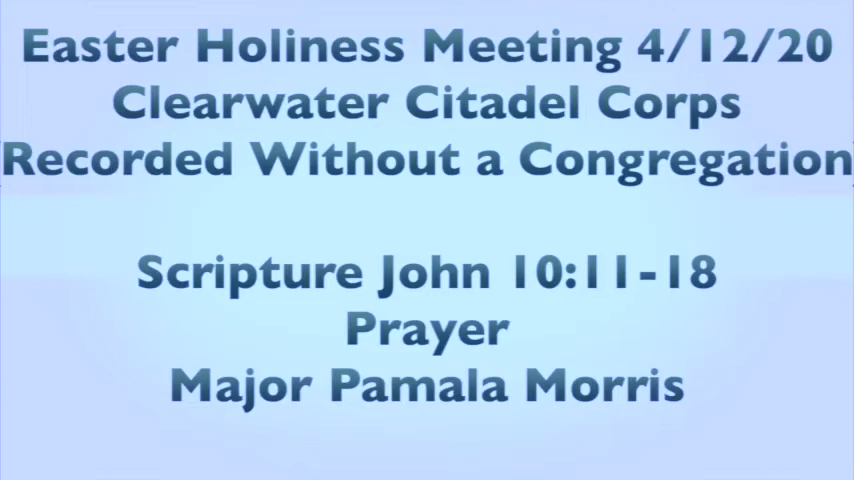 Easter Holiness Meeting 4/12/20
Clearwater Citadel Corps
(Recorded Without a Congregation)
Scripture John 10:11-18
Prayer
Major Pamala Morris